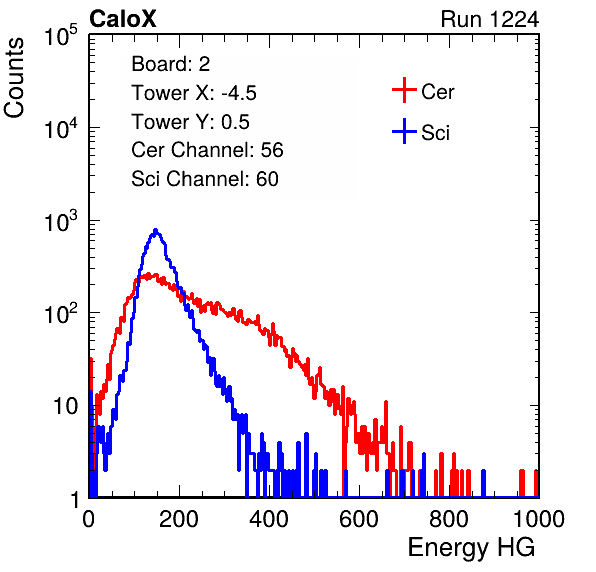 CaloX Run 1224
Counts
Board: 2
Tower X: -4.5
Tower Y: 0.5
Cer Channel: 56
Sci Channel: 60
Cer
Sci
10^5
10^4
10^3
10^2
10
1
0 200 400 600 800 1000
Energy HG